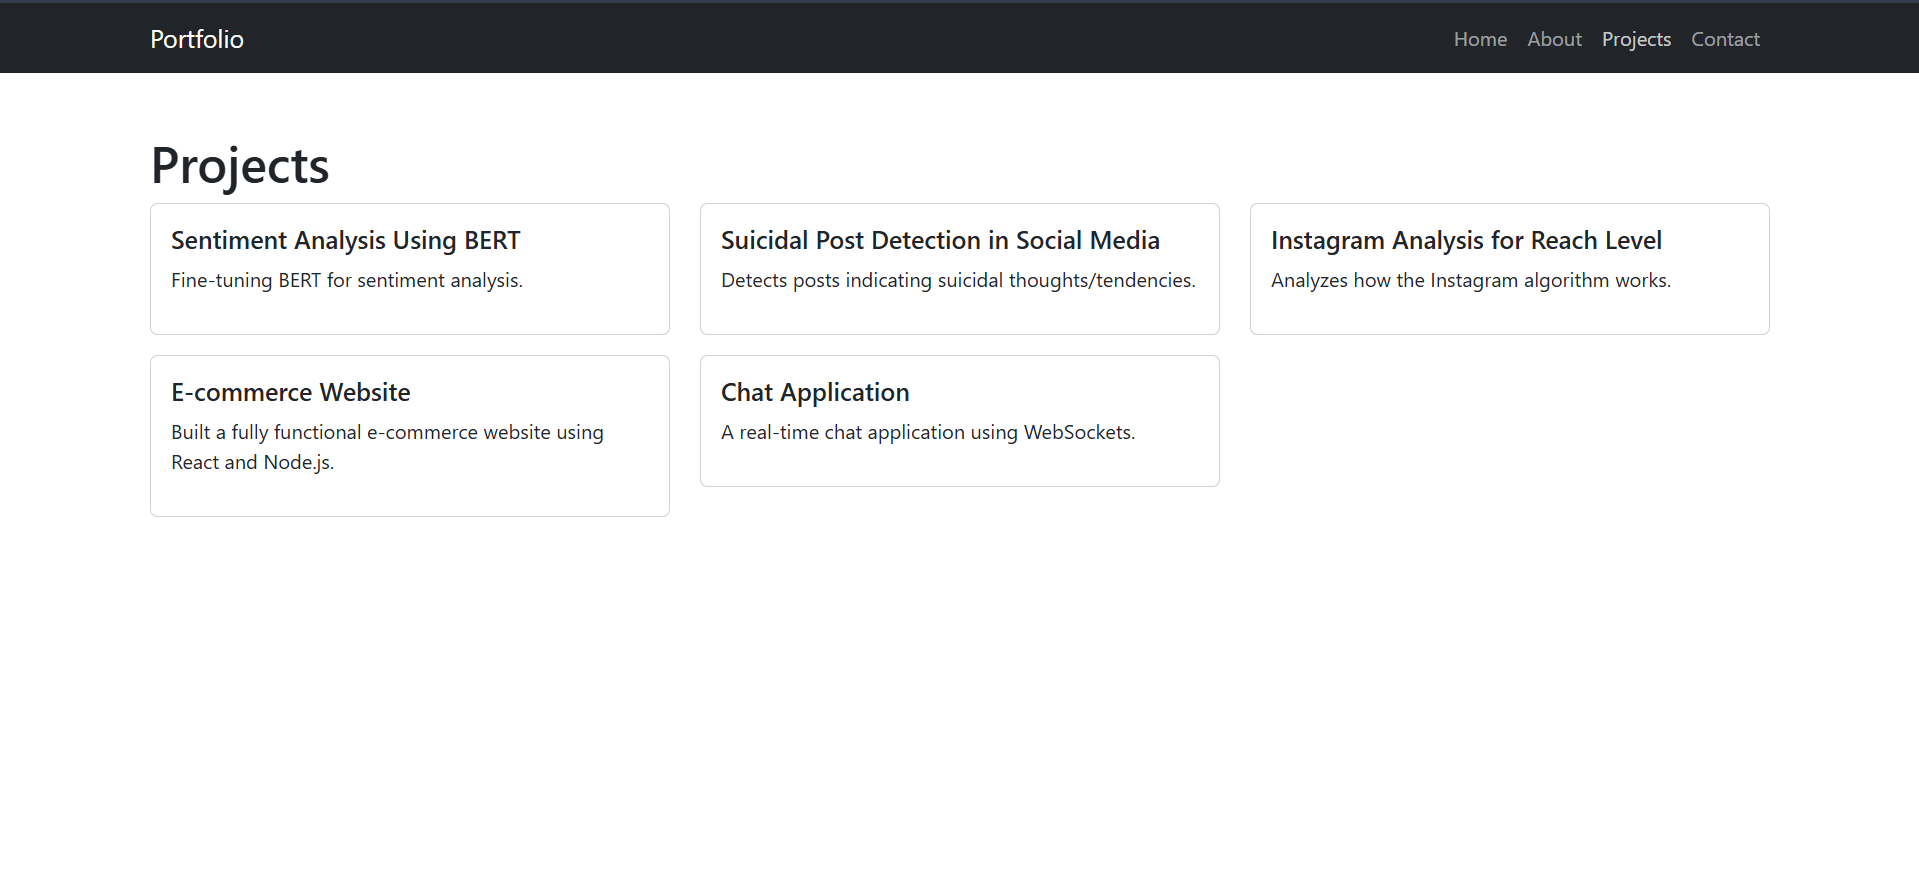 Portfolio
Home About Projects Contact
Projects
Sentiment Analysis Using BERT
Fine-tuning BERT for sentiment analysis.
Suicidal Post Detection in Social Media
Detects posts indicating suicidal thoughts/tendencies.
Instagram Analysis for Reach Level
Analyzes how the Instagram algorithm works.
E-commerce Website
Built a fully functional e-commerce website using
React and Node.js.
Chat Application
A real-time chat application using WebSockets.